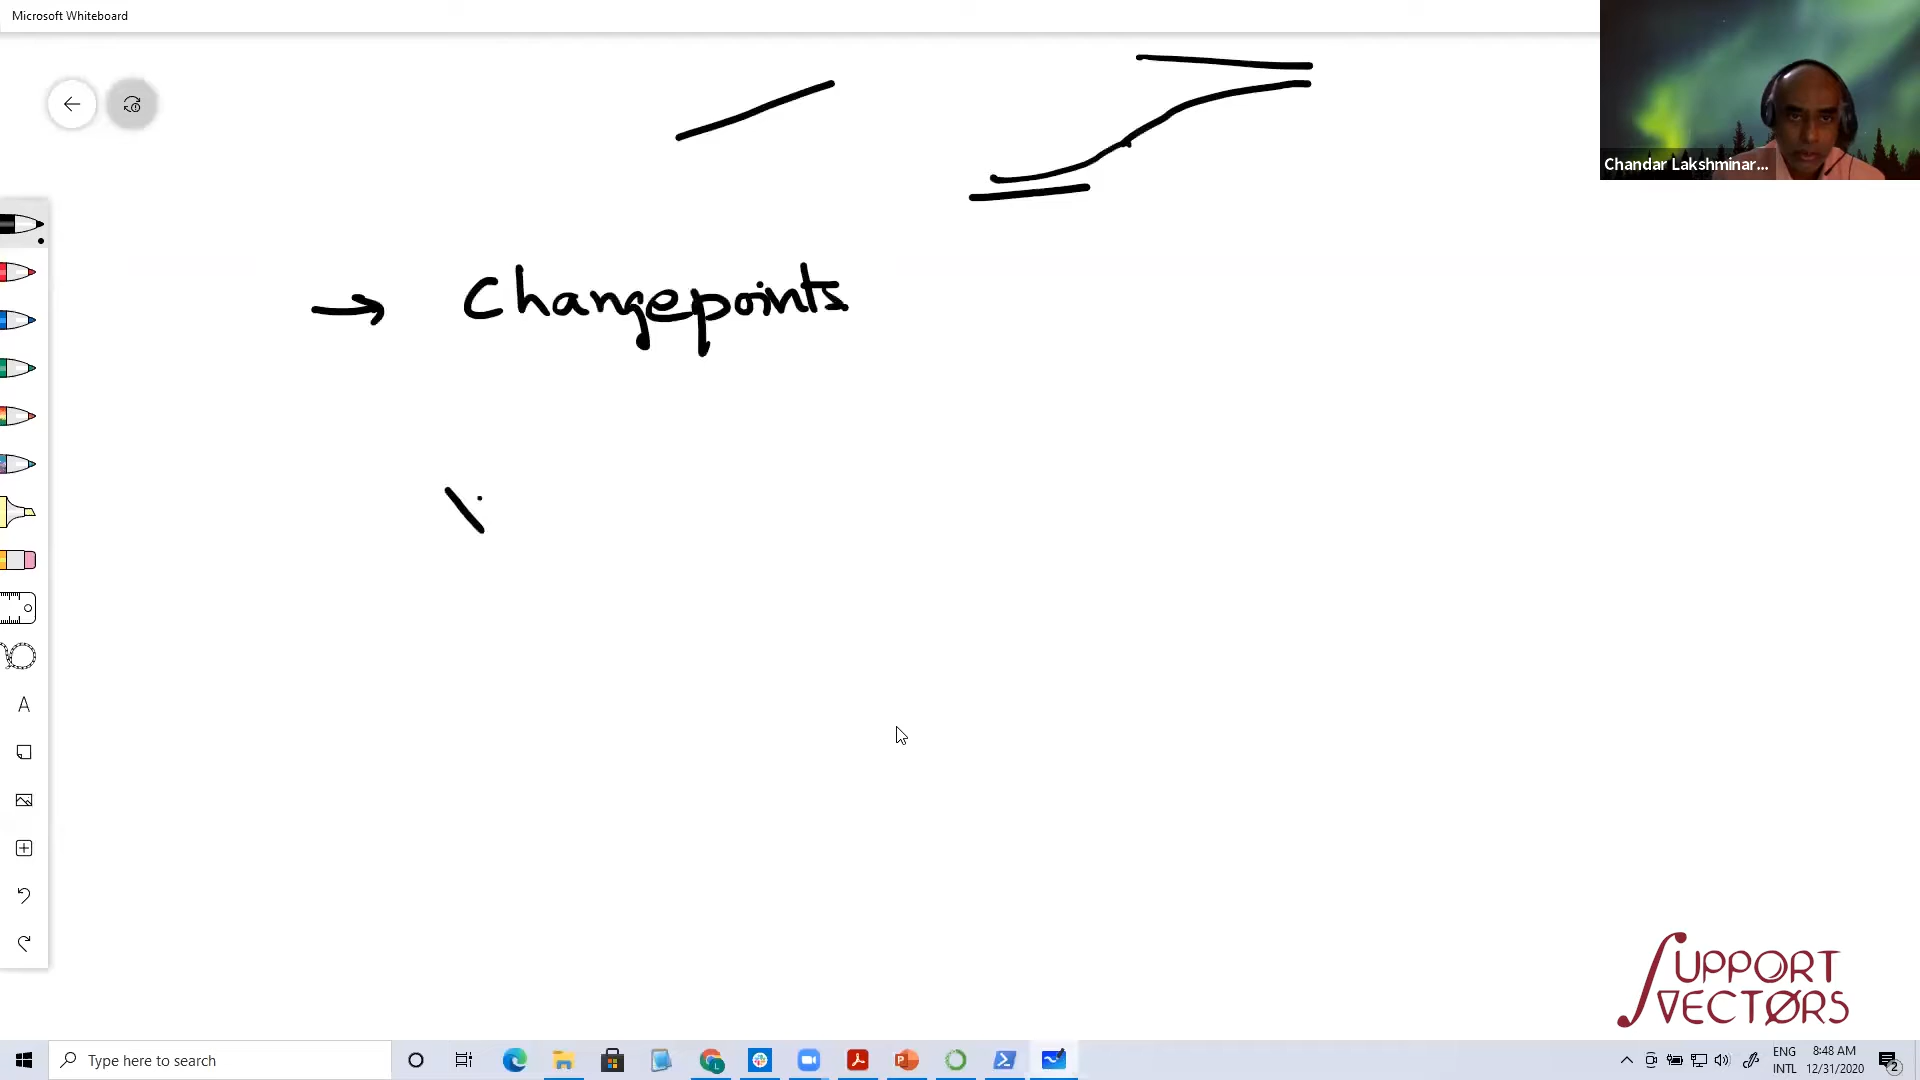 Microsoft Whiteboard
Chandar Lakshminar...
→ Changepoints
A
SUPPORT
VECTORS
Type here to search
ENG
INTL
8:48 AM
12/31/2020
2